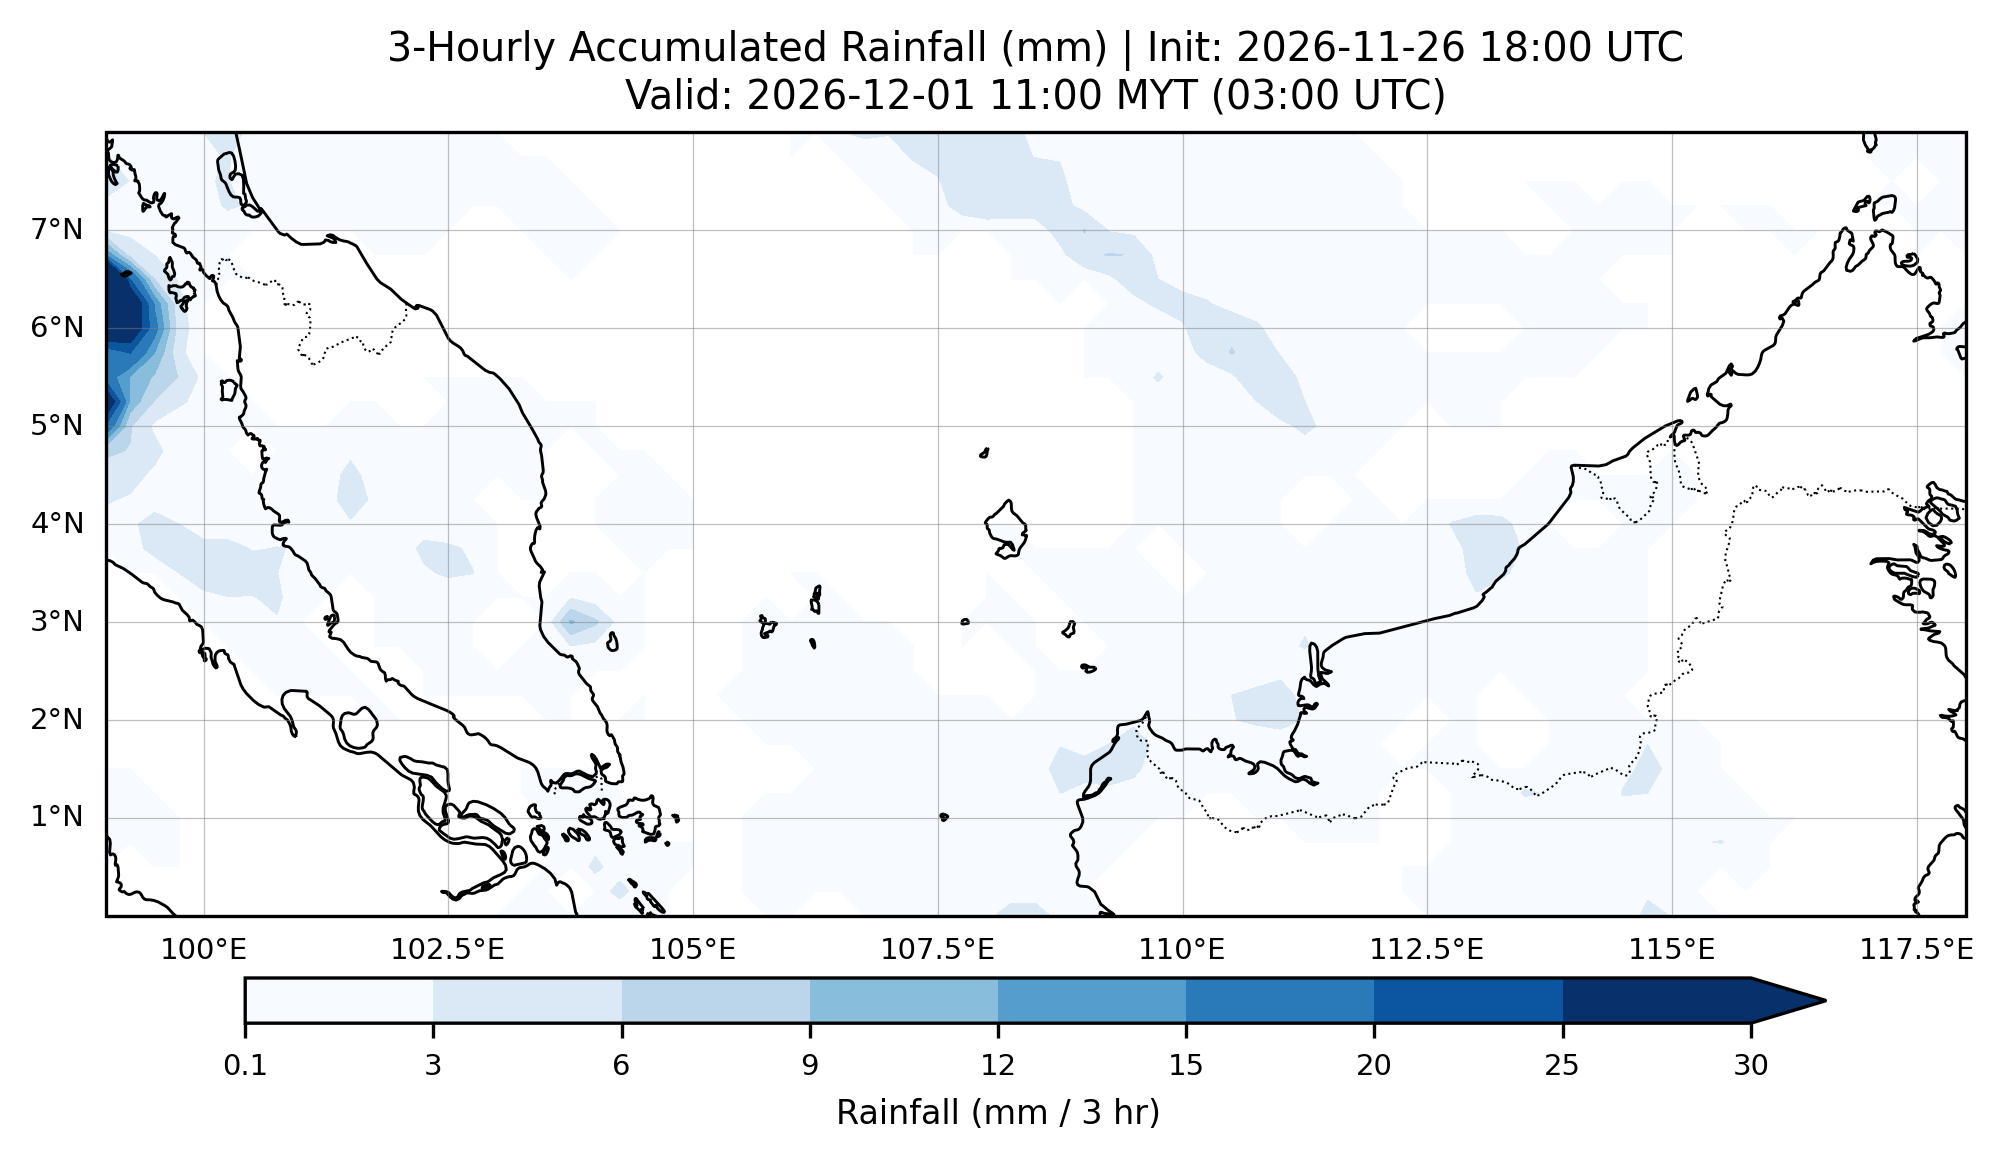 3-Hourly Accumulated Rainfall (mm) | Init: 2026-11-26 18:00 UTC
Valid: 2026-12-01 11:00 MYT (03:00 UTC)
7°N
6°N
5°N
4°N
3°N
2°N
1°N
100°E 102.5°E 105°E 107.5°E 110°E 112.5°E 115°E 117.5°E
0.1 3 6 9 12 15 20 25 30
Rainfall (mm / 3 hr)